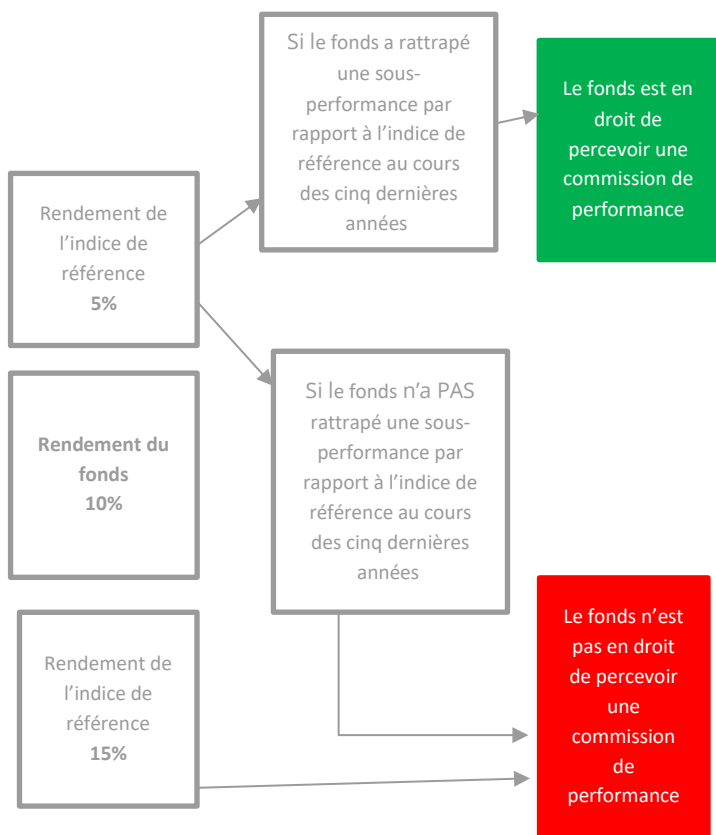 Si le fonds a rattrapé
une sous-
performance par
rapport à l'indice de
référence au cours
des cinq dernières
années
Le fonds est en
droit de
percevoir une
commission de
performance
Rendement de
l'indice de
référence
5%
Si le fonds n'a PAS
rattrapé une sous-
performance par
rapport à l'indice de
référence au cours
des cinq dernières
années
Rendement du
fonds
10%
Le fonds n'est
pas en droit
de percevoir
une
commission
de
performance
Rendement de
l'indice de
référence
15%